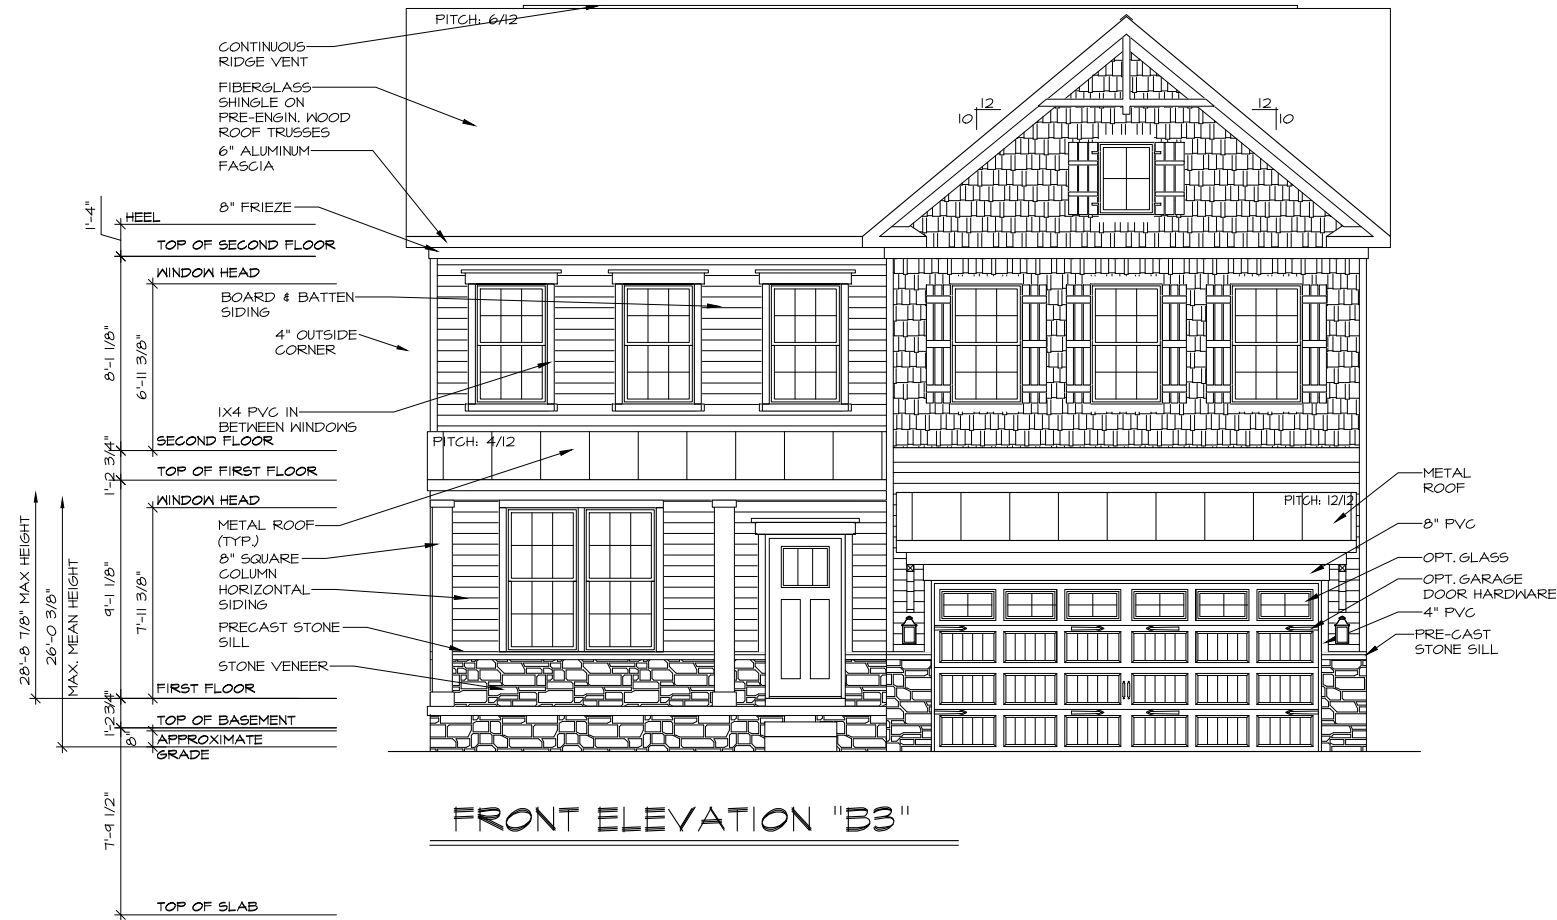 PITCH: 6/12
CONTINUOUS
RIDGE VENT
FIBERGLASS
SHINGLE ON
PRE-ENGIN. WOOD
ROOF TRUSSES
6" ALUMINUM
FASCIA
8" FRIEZE
12
10
12
10
1'-4"
HEEL
TOP OF SECOND FLOOR
WINDOW HEAD
BOARD & BATTEN
SIDING
4" OUTSIDE
CORNER
8'-1 1/8"
6'-11 3/8"
1X4 PVC IN
BETWEEN WINDOWS
SECOND FLOOR
PITCH: 4/12
1'-2 3/4"
TOP OF FIRST FLOOR
WINDOW HEAD
METAL ROOF
(TYP.)
8" SQUARE
COLUMN
HORIZONTAL
SIDING
PRECAST STONE
SILL
STONE VENEER
28'-8 7/8" MAX HEIGHT
26'-0 3/8"
MAX. MEAN HEIGHT
9'-1 1/8"
7'-11 3/8"
FIRST FLOOR
1'-2 3/4"
TOP OF BASEMENT
8"
APPROXIMATE
GRADE
7'-9 1/2"
TOP OF SLAB
METAL
ROOF
PITCH: 12/12
8" PVC
OPT. GLASS
OPT. GARAGE
DOOR HARDWARE
4" PVC
PRE-CAST
STONE SILL
FRONT ELEVATION "B3"